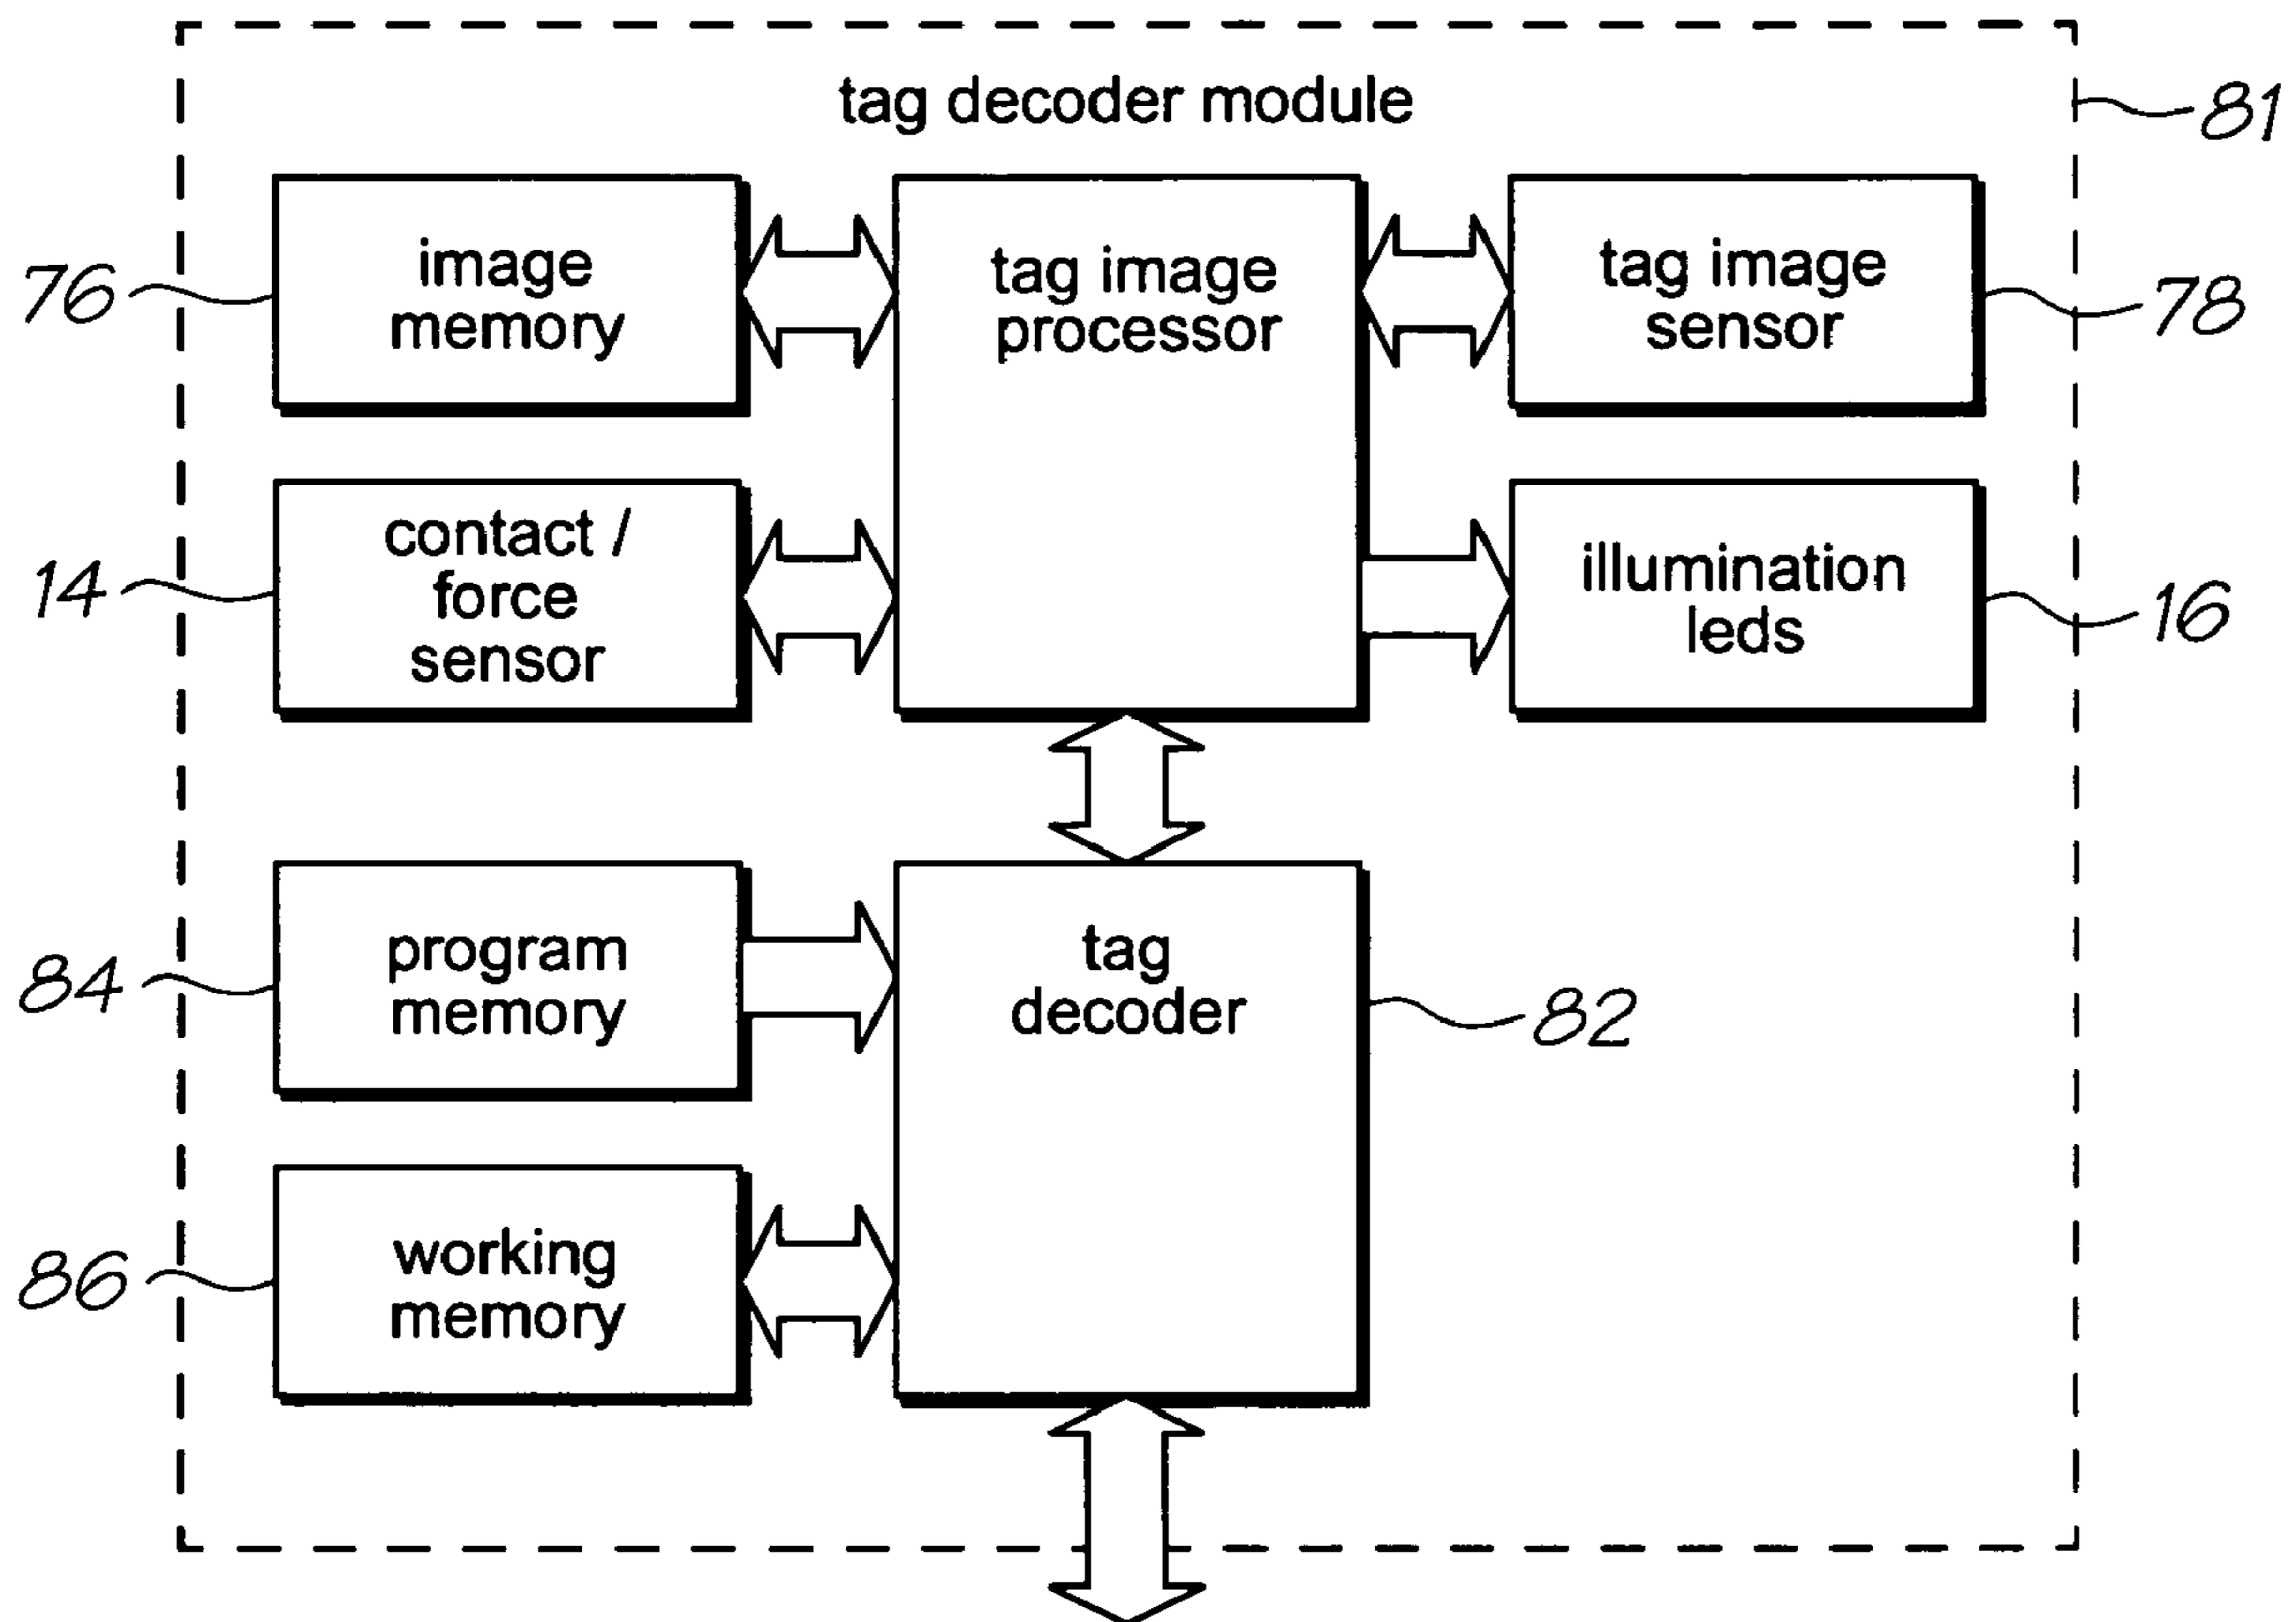 tag decoder module
81
image
memory
76
tag image
processor
tag image
sensor
78
contact /
force
sensor
14
illumination
leds
16
program
memory
84
tag
decoder
82
working
memory
86